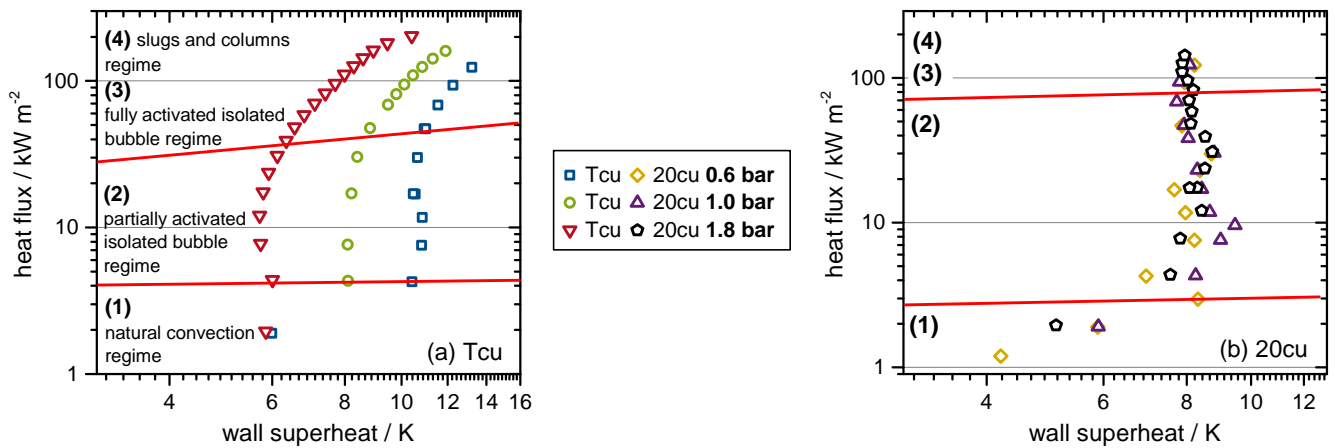 (4) slugs and columns
regime
(3)
fully activated isolated
bubble regime
(2)
partially activated
isolated bubble
regime
(1)
natural convection
regime
(a) Tcu
100
10
1
4
6
8
10
12
14
16
heat flux / kW m-2
wall superheat / K
Tcu 20cu 0.6 bar
Tcu 20cu 1.0 bar
Tcu 20cu 1.8 bar
(4)
(3)
(2)
(1)
(b) 20cu
100
10
1
4
6
8
10
12
heat flux / kW m-2
wall superheat / K